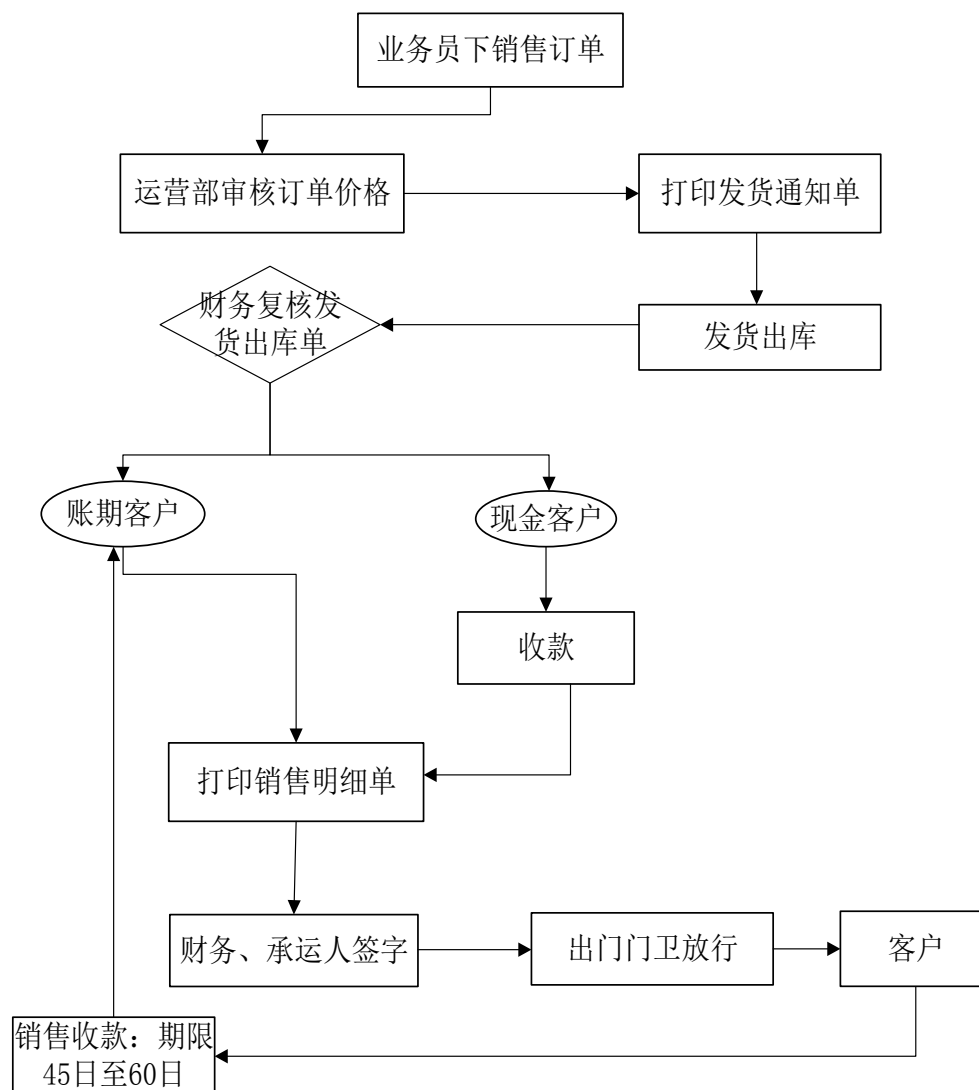 业务员下销售订单
运营部审核订单价格
打印发货通知单
财务复核发
货出库单
发货出库
账期客户
现金客户
收款
打印销售明细单
财务、承运人签字
出门门卫放行
客户
销售收款：期限
45日至60日